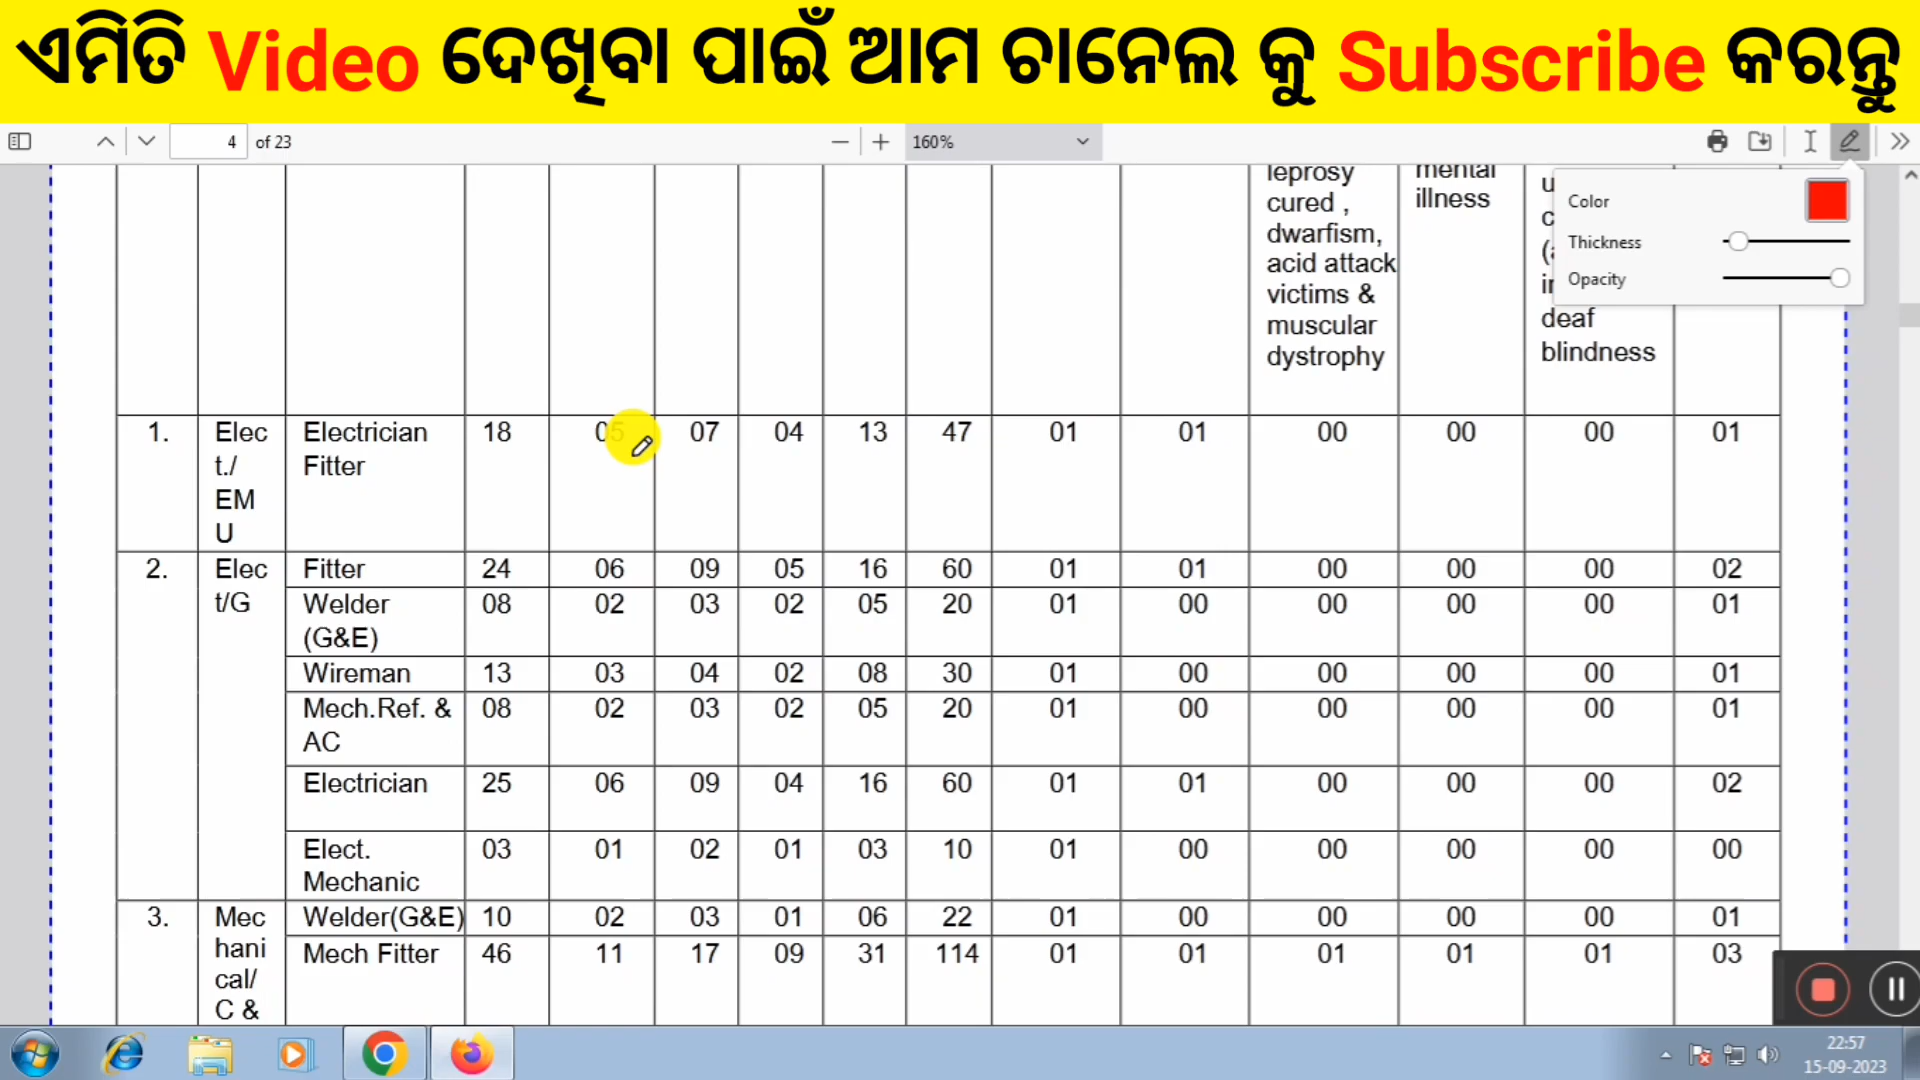 ଏମିତି Video ଦେଖିବା ପାଇଁ ଆମ ଚାନେଲ କୁ Subscribe କରନ୍ତୁ
4 of 23 160%
leprosy cured , dwarfism, acid attack victims & muscular dystrophy
mental illness
deaf blindness
Color
Thickness
Opacity
1. Elect./EMU Electrician Fitter 18 05 07 04 13 47 01 01 00 00 00 01
2. Elect/G Fitter 24 06 09 05 16 60 01 01 00 00 00 02
Welder (G&E) 08 02 03 02 05 20 01 00 00 00 00 01
Wireman 13 03 04 02 08 30 01 00 00 00 00 01
Mech.Ref. & AC 08 02 03 02 05 20 01 00 00 00 00 01
Electrician 25 06 09 04 16 60 01 01 00 00 00 02
Elect. Mechanic 03 01 02 01 03 10 01 00 00 00 00 00
3. Mechanical/ C & Welder(G&E) 10 02 03 01 06 22 01 00 00 00 00 01
Mech Fitter 46 11 17 09 31 114 01 01 01 01 01 03
22:57
15-09-2023